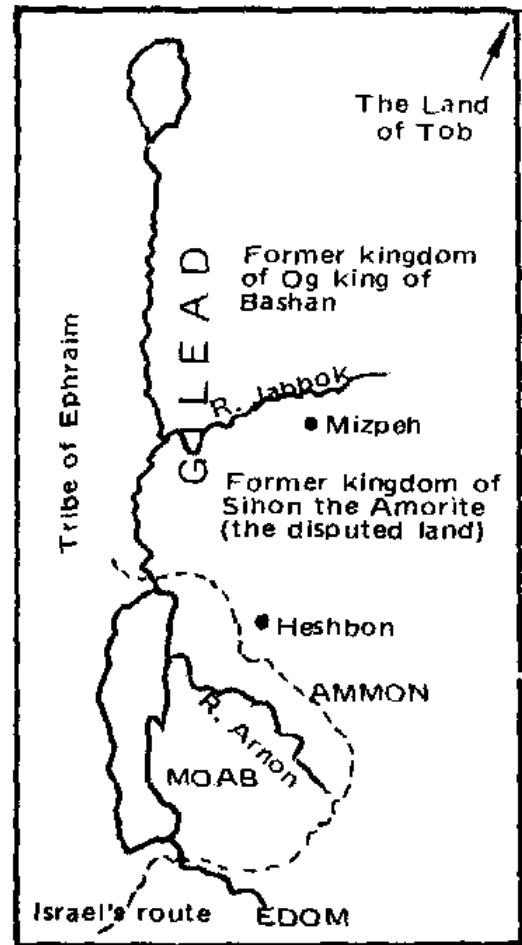 The Land
of Tob
Former kingdom
of Og king of
Bashan
GILEAD
Tribe of Ephraim
R. Jabbok
Mizpeh
Former kingdom of
Sihon the Amorite
(the disputed land)
Heshbon
AMMON
R. Arnon
MOAB
Israel's route
EDOM